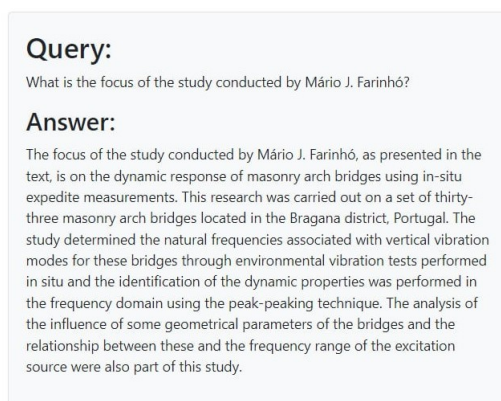 Query:
What is the focus of the study conducted by Mário J. Farinhó?
Answer:
The focus of the study conducted by Mário J. Farinhó, as presented in the
text, is on the dynamic response of masonry arch bridges using in-situ
expedite measurements. This research was carried out on a set of thirty-
three masonry arch bridges located in the Bragana district, Portugal. The
study determined the natural frequencies associated with vertical vibration
modes for these bridges through environmental vibration tests performed
in situ and the identification of the dynamic properties was performed in
the frequency domain using the peak-peaking technique. The analysis of
the influence of some geometrical parameters of the bridges and the
relationship between these and the frequency range of the excitation
source were also part of this study.